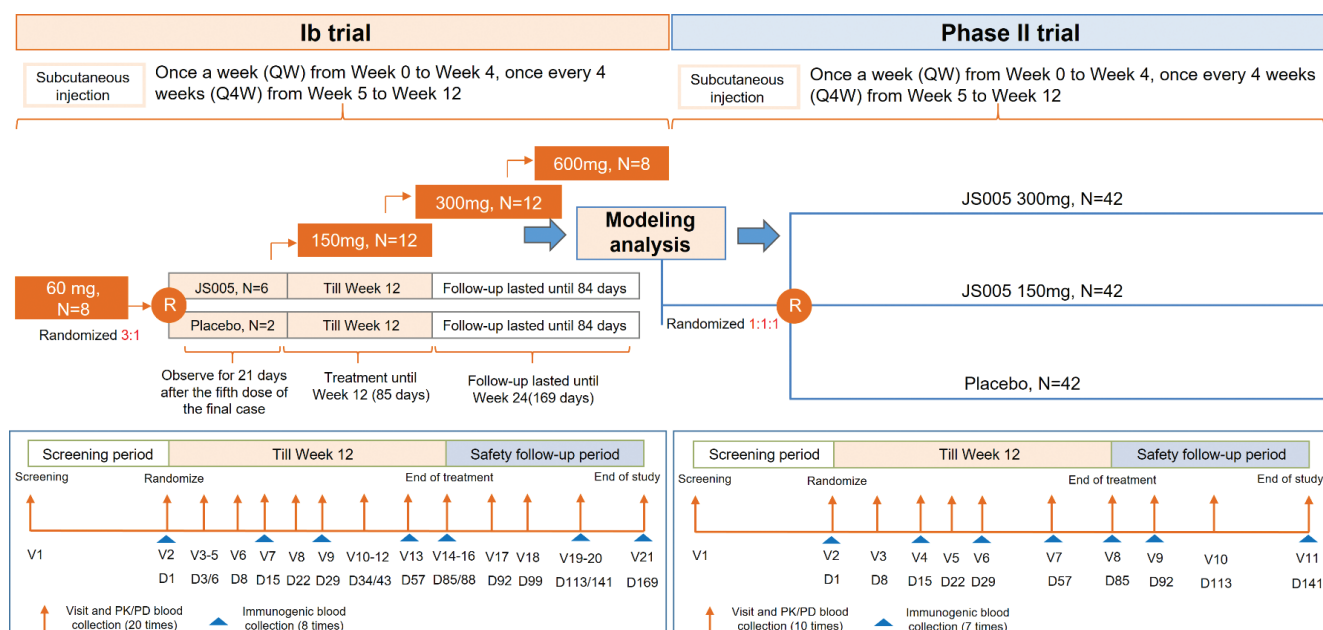 Ib trial
Subcutaneous
injection
Once a week (QW) from Week 0 to Week 4, once every 4
weeks (Q4W) from Week 5 to Week 12
600mg, N=8
300mg, N=12
150mg, N=12
60 mg,
N=8
Randomized 3:1
R
JS005, N=6
Till Week 12
Follow-up lasted until 84 days
Placebo, N=2
Till Week 12
Follow-up lasted until 84 days
Observe for 21 days
after the fifth dose of
the final case
Treatment until
Week 12 (85 days)
Follow-up lasted until
Week 24(169 days)
Modeling
analysis
Phase II trial
Subcutaneous
injection
Once a week (QW) from Week 0 to Week 4, once every 4 weeks
(Q4W) from Week 5 to Week 12
Randomized 1:1:1
R
JS005 300mg, N=42
JS005 150mg, N=42
Placebo, N=42
Screening period
Till Week 12
Safety follow-up period
Screening
Randomize
End of treatment
End of study
V1
V2
V3-5
V6
V7
V8
V9
V10-12
V13
V14-16
V17
V18
V19-20
V21
D1
D3/6
D8
D15
D22
D29
D34/43
D57
D85/88
D92
D99
D113/141
D169
Visit and PK/PD blood
collection (20 times)
Immunogenic blood
collection (8 times)
Screening period
Till Week 12
Safety follow-up period
Screening
Randomize
End of treatment
End of study
V1
V2
V3
V4
V5
V6
V7
V8
V9
V10
V11
D1
D8
D15
D22
D29
D57
D85
D92
D113
D141
Visit and PK/PD blood
collection (10 times)
Immunogenic blood
collection (7 times)